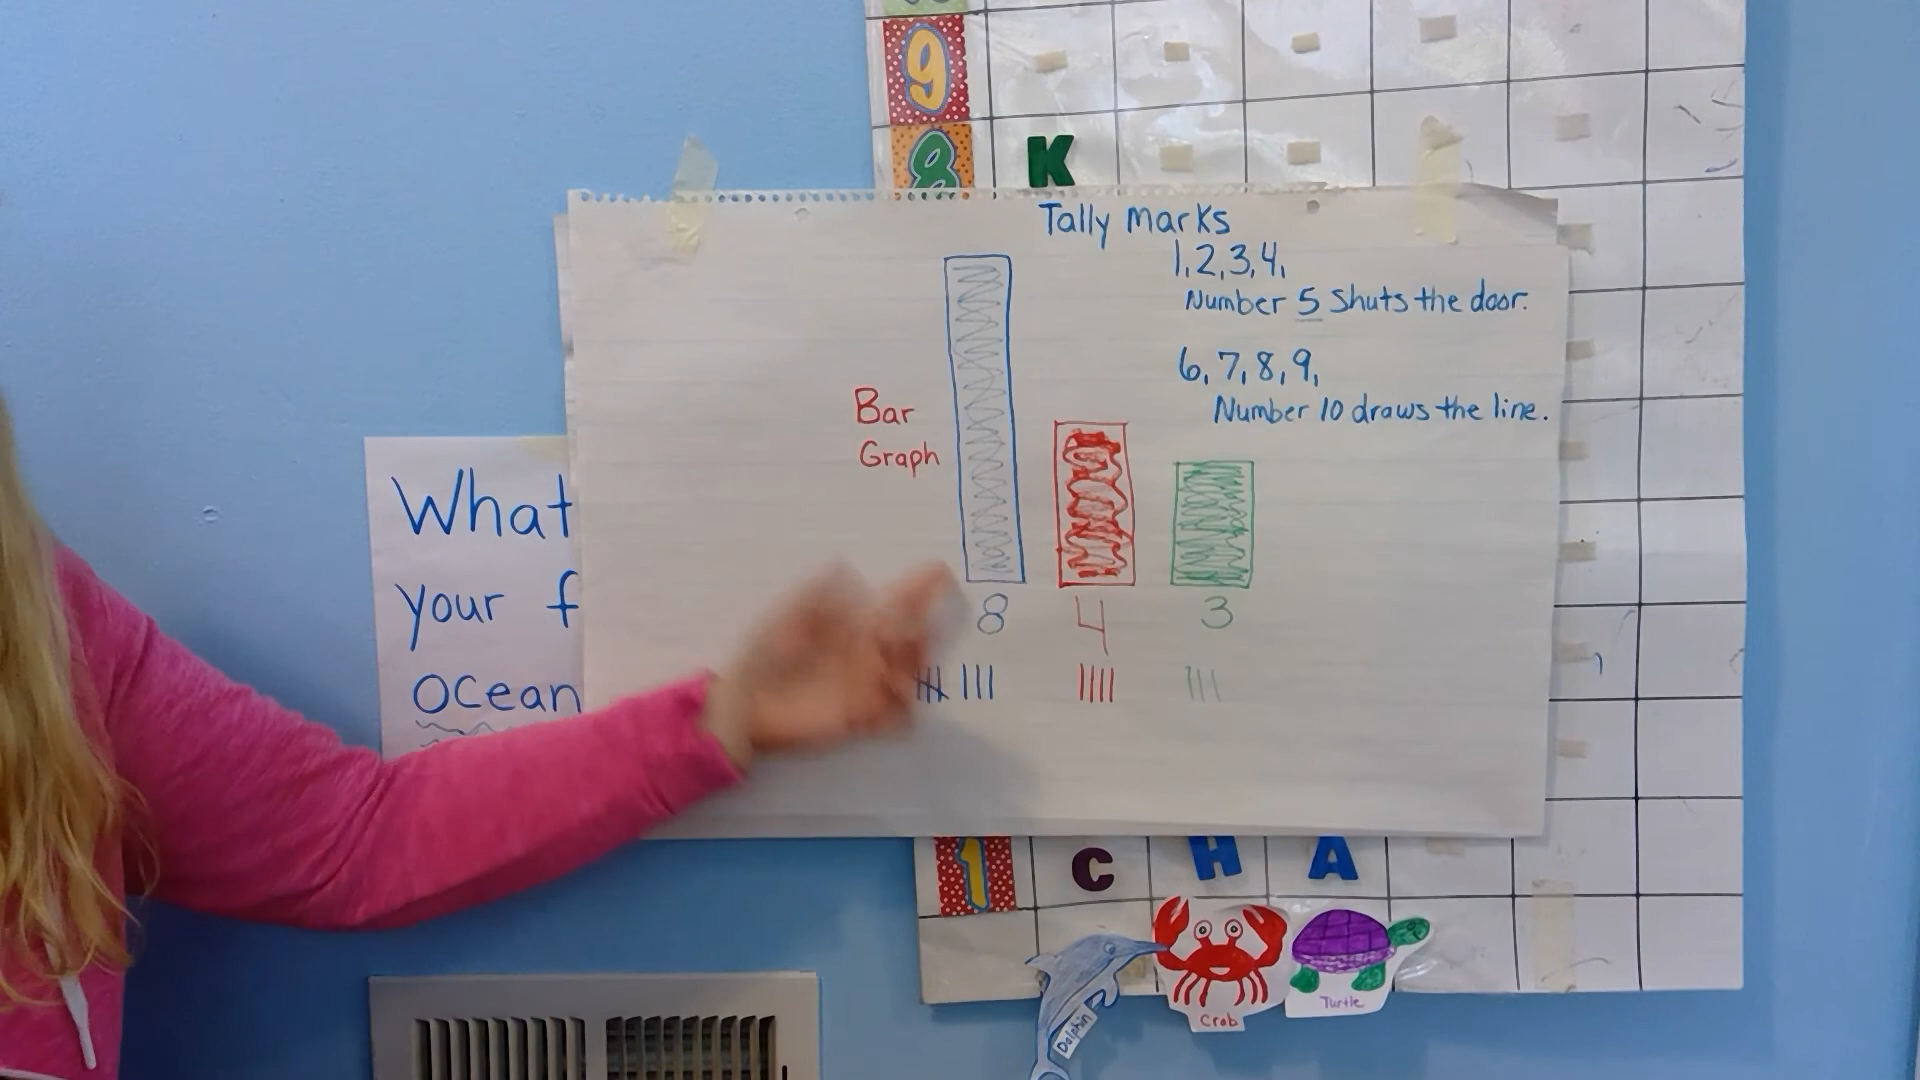 9
8 K
Tally marks
1, 2, 3, 4,
Number 5 Shuts the door.
6, 7, 8, 9,
Number 10 draws the line.
Bar
Graph
What
your f
ocean
8 4 3
1 C H A
Dolphin
Crab
Turtle